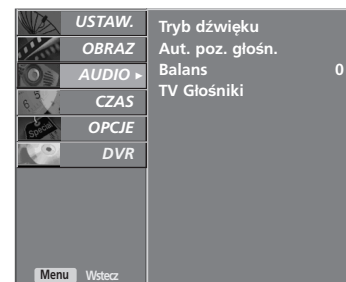 USTAW.
OBRAZ
AUDIO ▸
CZAS
OPCJE
DVR
Tryb dźwięku
Aut. poz. głośn.
Balans 0
TV Głośniki
Menu Wstecz